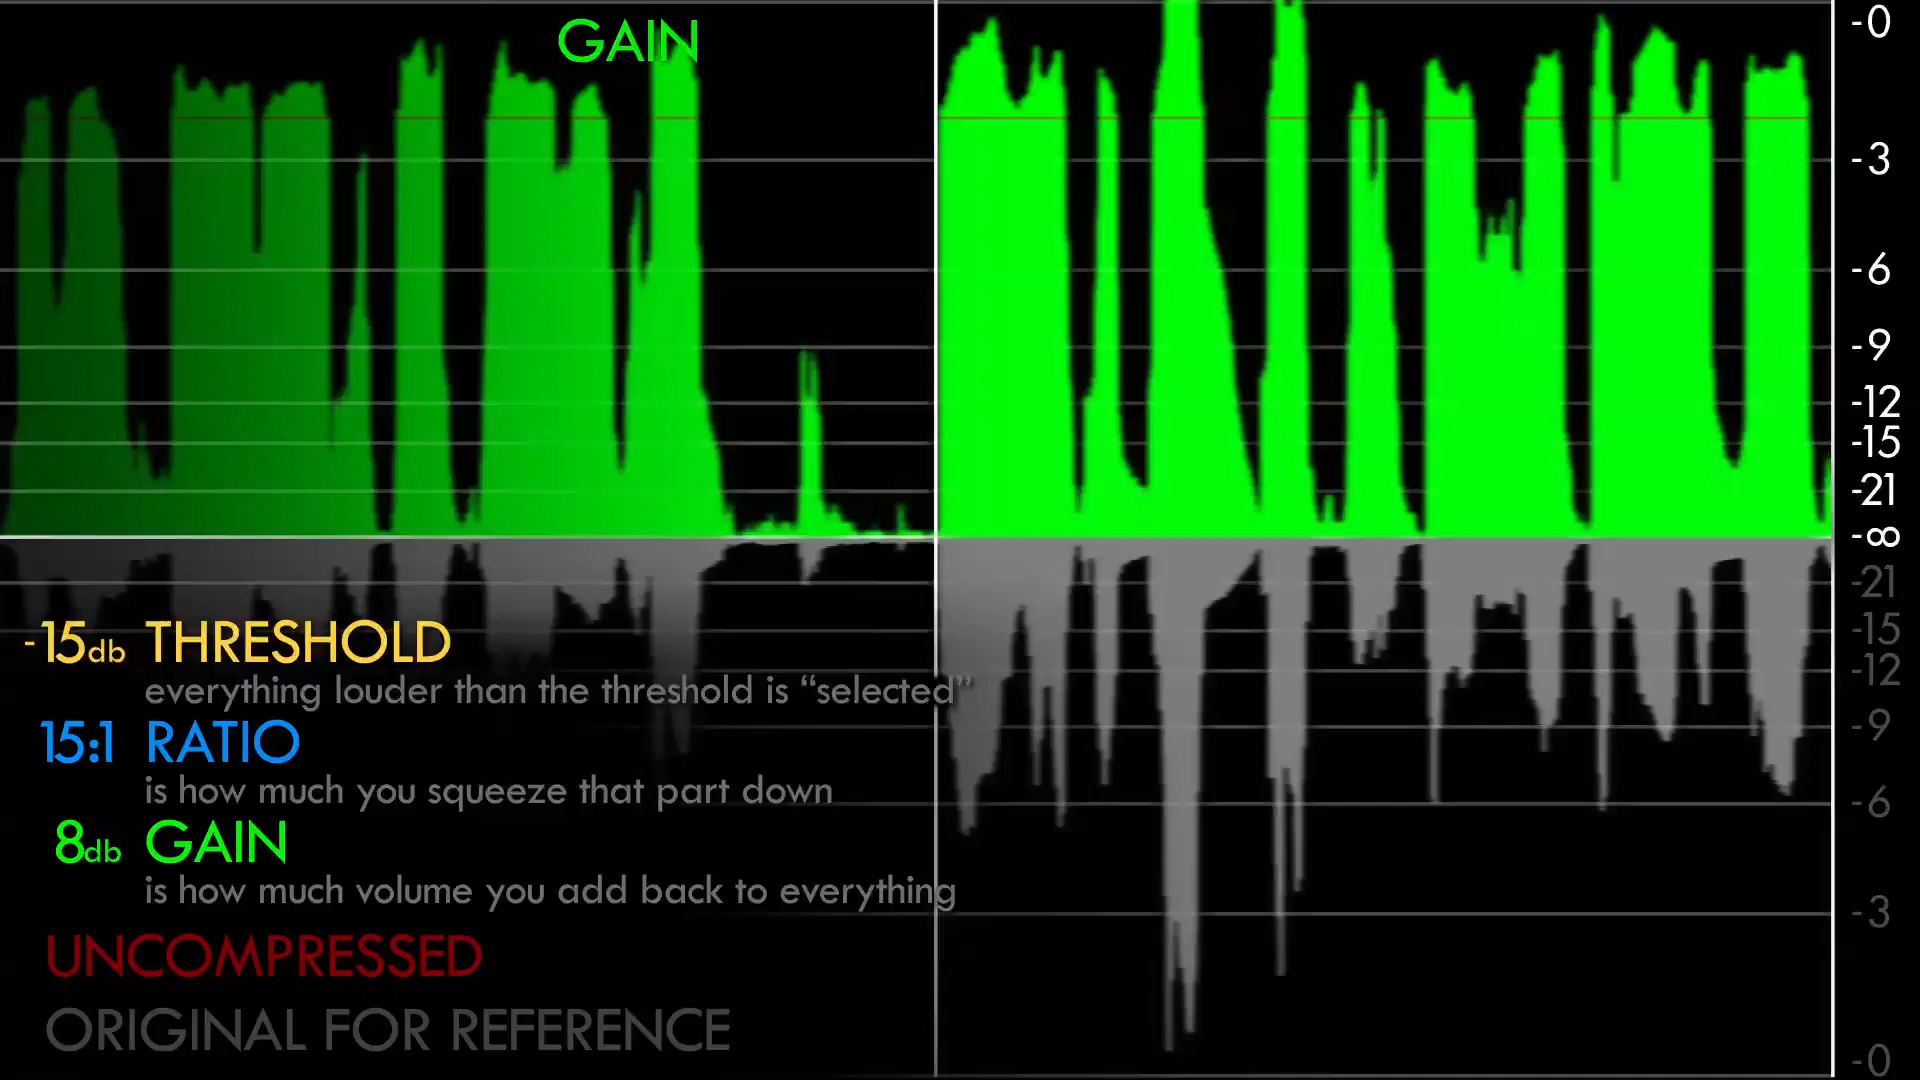 GAIN
-0
-3
-6
-9
-12
-15
-21
-∞
-21
-15
-12
-9
-6
-3
-0
-15db THRESHOLD
everything louder than the threshold is “selected”
15:1 RATIO
is how much you squeeze that part down
8db GAIN
is how much volume you add back to everything
UNCOMPRESSED
ORIGINAL FOR REFERENCE